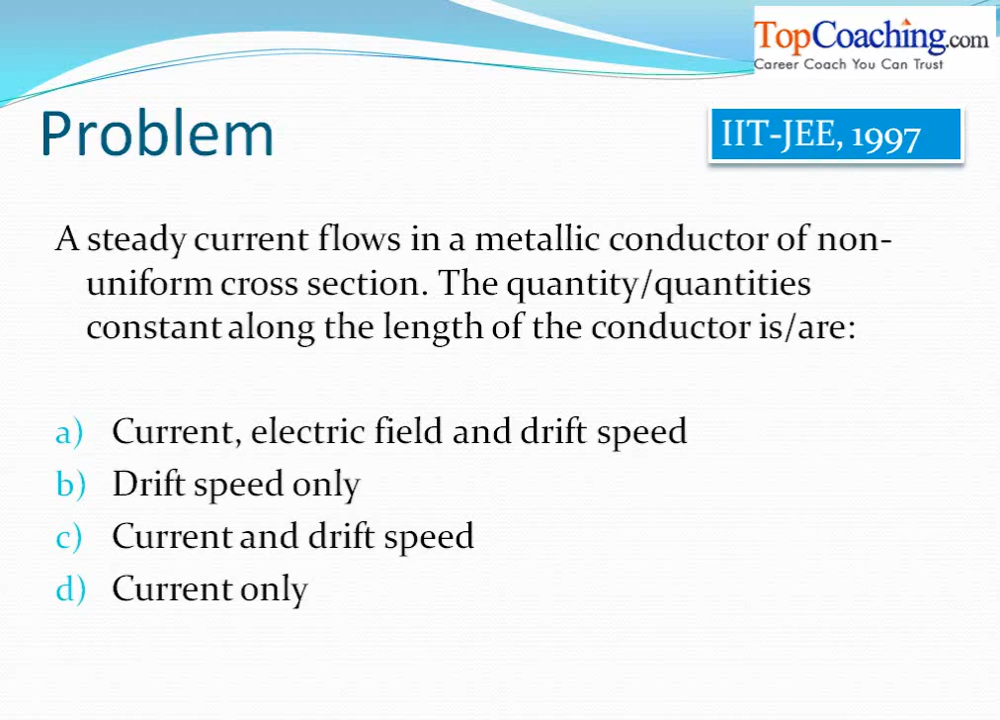 TopCoaching.com
Career Coach You Can Trust
Problem
IIT-JEE, 1997
A steady current flows in a metallic conductor of non-
uniform cross section. The quantity/quantities
constant along the length of the conductor is/are:
a) Current, electric field and drift speed
b) Drift speed only
c) Current and drift speed
d) Current only